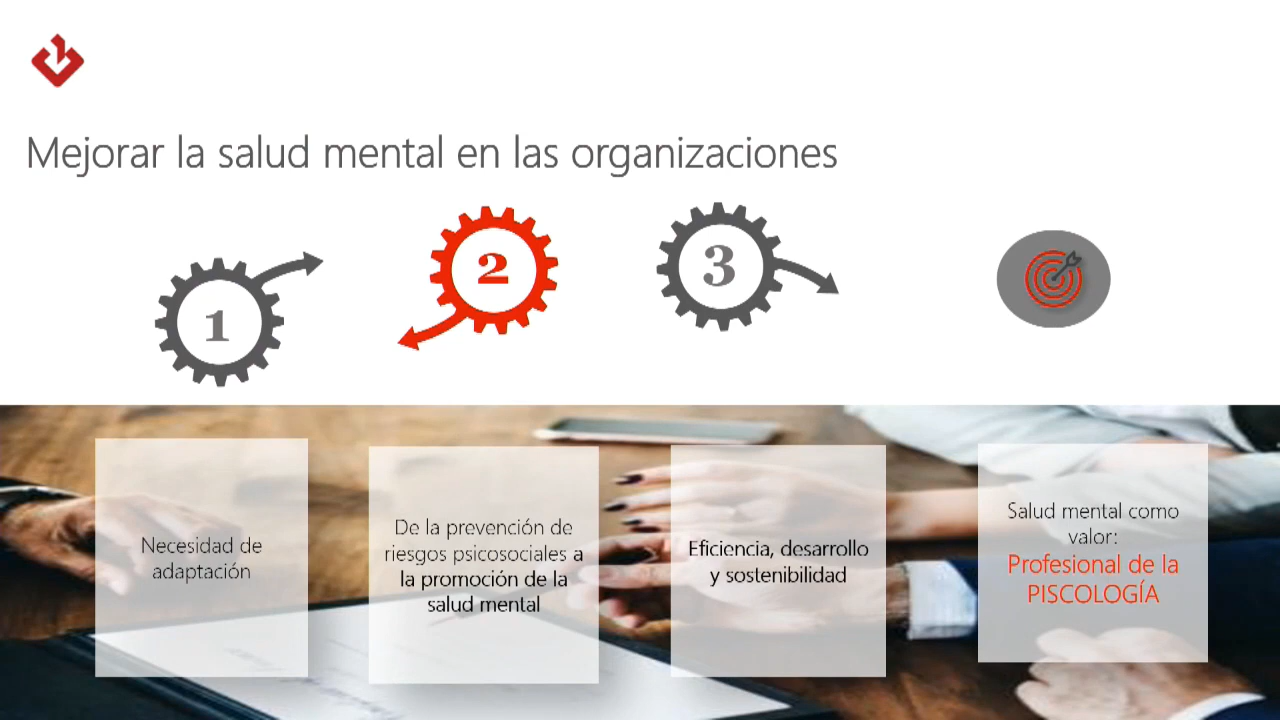 Mejorar la salud mental en las organizaciones
1
2
3
Necesidad de
adaptación
De la prevención de
riesgos psicosociales a
la promoción de la
salud mental
Eficiencia, desarrollo
y sostenibilidad
Salud mental como
valor:
Profesional de la
PISCOLOGÍA